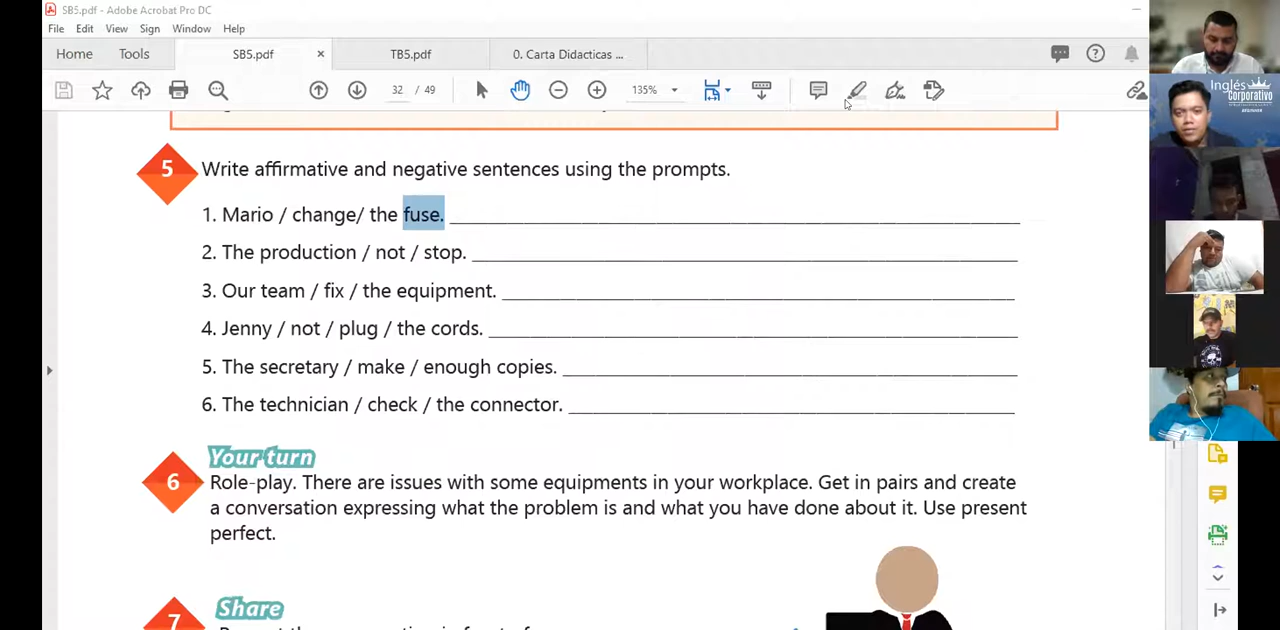 SB5.pdf - Adobe Acrobat Pro DC
File Edit View Sign Window Help
Home Tools SB5.pdf × TB5.pdf 0. Carta Didacticas ...
32 / 49 135%
5 Write affirmative and negative sentences using the prompts.
1. Mario / change/ the fuse.
2. The production / not / stop.
3. Our team / fix / the equipment.
4. Jenny / not / plug / the cords.
5. The secretary / make / enough copies.
6. The technician / check / the connector.
Your turn
6 Role-play. There are issues with some equipments in your workplace. Get in pairs and create
a conversation expressing what the problem is and what you have done about it. Use present
perfect.
Share
7
Inglés
Corporativo